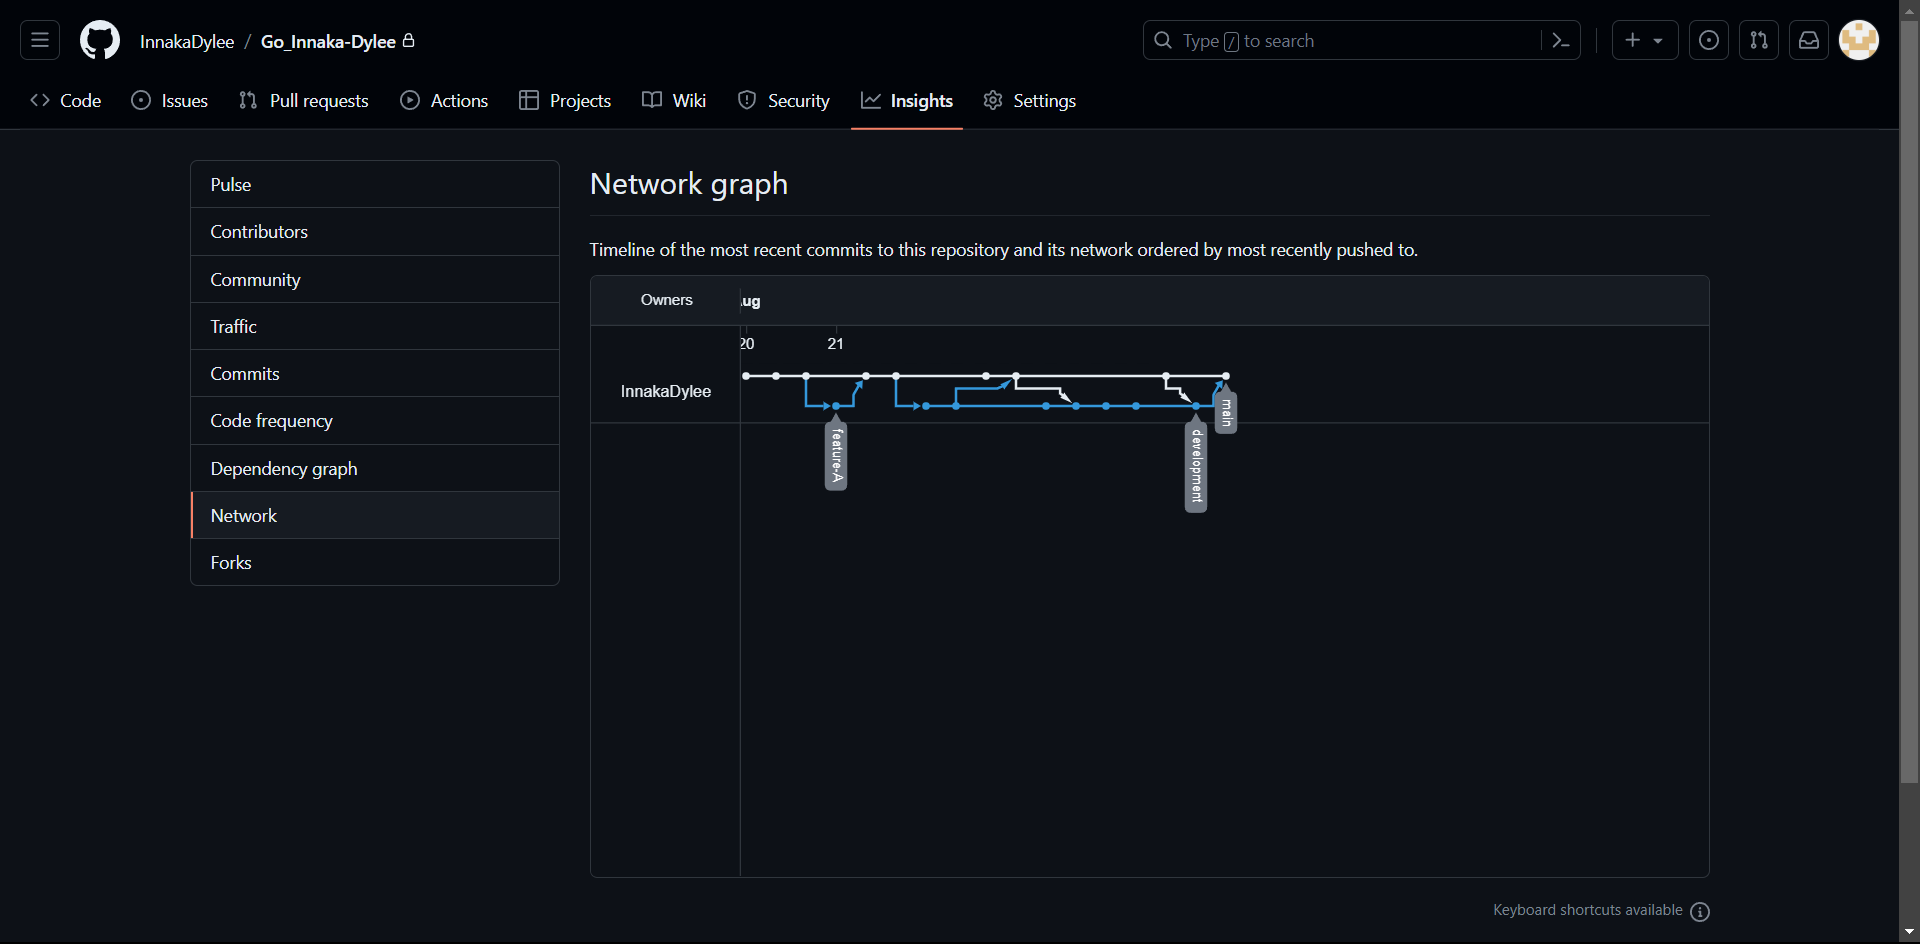 InnakaDylee / Go_Innaka-Dylee
Type / to search
Code
Issues
Pull requests
Actions
Projects
Wiki
Security
Insights
Settings
Pulse
Contributors
Community
Traffic
Commits
Code frequency
Dependency graph
Network
Forks
Network graph
Timeline of the most recent commits to this repository and its network ordered by most recently pushed to.
Owners
ug
20
21
InnakaDylee
feature-A
development
main
Keyboard shortcuts available